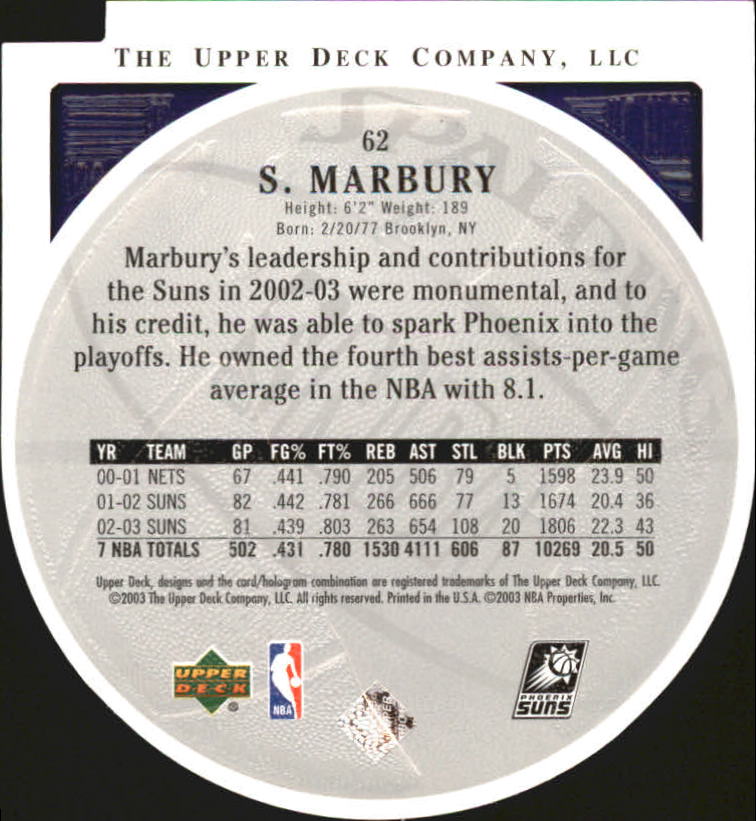 THE UPPER DECK COMPANY, LLC
SPALDING
62
S. MARBURY
Height: 6'2" Weight: 189
Born: 2/20/77 Brooklyn, NY
Marbury's leadership and contributions for
the Suns in 2002-03 were monumental, and to
his credit, he was able to spark Phoenix into the
playoffs. He owned the fourth best assists-per-game
average in the NBA with 8.1.
YR TEAM GP FG% FT% REB AST STL BLK PTS AVG HI
00-01 NETS 67 .441 .790 205 506 79 5 1598 23.9 50
01-02 SUNS 82 .442 .781 266 666 77 13 1674 20.4 36
02-03 SUNS 81 .439 .803 263 654 108 20 1806 22.3 43
7 NBA TOTALS 502 .431 .780 1530 4111 606 87 10269 20.5 50
Upper Deck, designs and the card/hologram combination are registered trademarks of The Upper Deck Company, LLC.
©2003 The Upper Deck Company, LLC. All rights reserved. Printed in the U.S.A. ©2003 NBA Properties, Inc.
UPPER
DECK
®
NBA
PHOENIX
SUNS